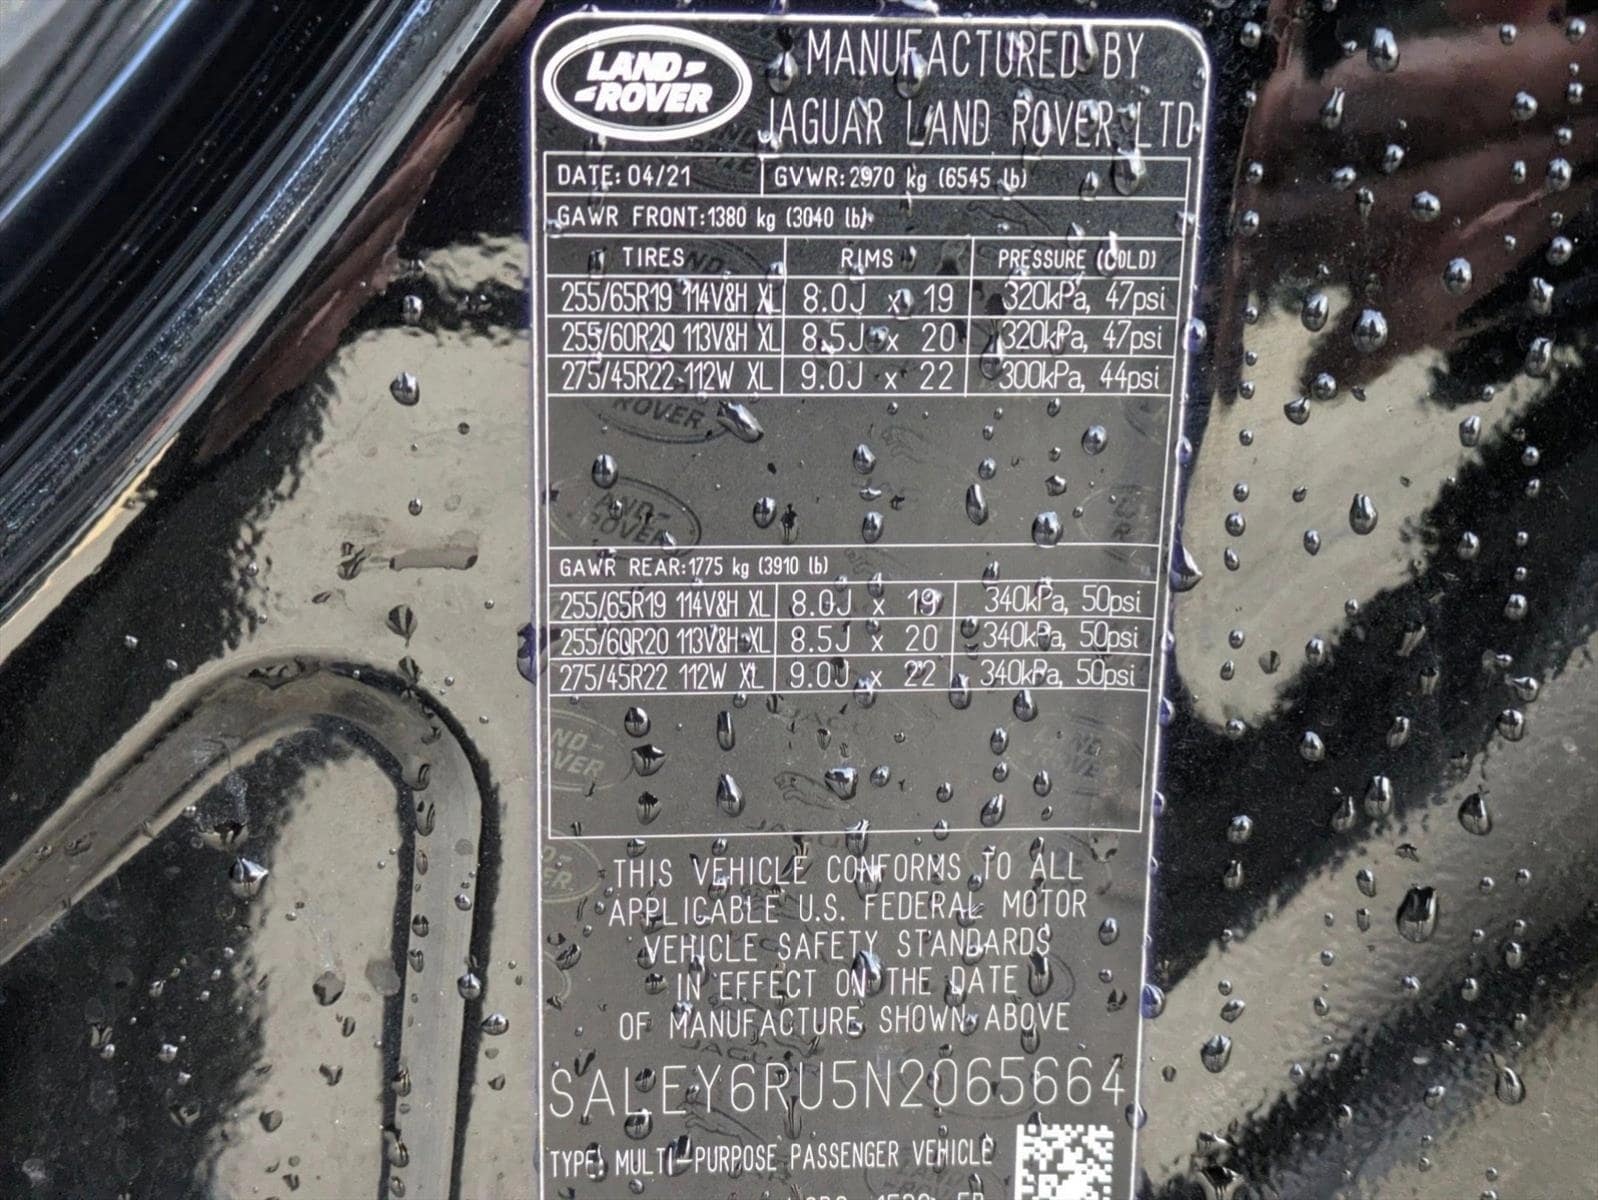 LAND-
-ROVER
MANUFACTURED BY
JAGUAR LAND ROVER LTD
DATE: 04/21 GVWR: 2970 kg (6545 lb)
GAWR FRONT: 1380 kg (3040 lb)
TIRES RIMS PRESSURE (COLD)
255/65R19 114V&H XL 8.0J x 19 320kPa, 47psi
255/60R20 113V&H XL 8.5J x 20 320kPa, 47psi
275/45R22 112W XL 9.0J x 22 300kPa, 44psi
GAWR REAR: 1775 kg (3910 lb)
255/65R19 114V&H XL 8.0J x 19 340kPa, 50psi
255/60R20 113V&H XL 8.5J x 20 340kPa, 50psi
275/45R22 112W XL 9.0J x 22 340kPa, 50psi
THIS VEHICLE CONFORMS TO ALL
APPLICABLE U.S. FEDERAL MOTOR
VEHICLE SAFETY STANDARDS
IN EFFECT ON THE DATE
OF MANUFACTURE SHOWN ABOVE
SALEY6RU5N2065664
TYPE: MULTI-PURPOSE PASSENGER VEHICLE